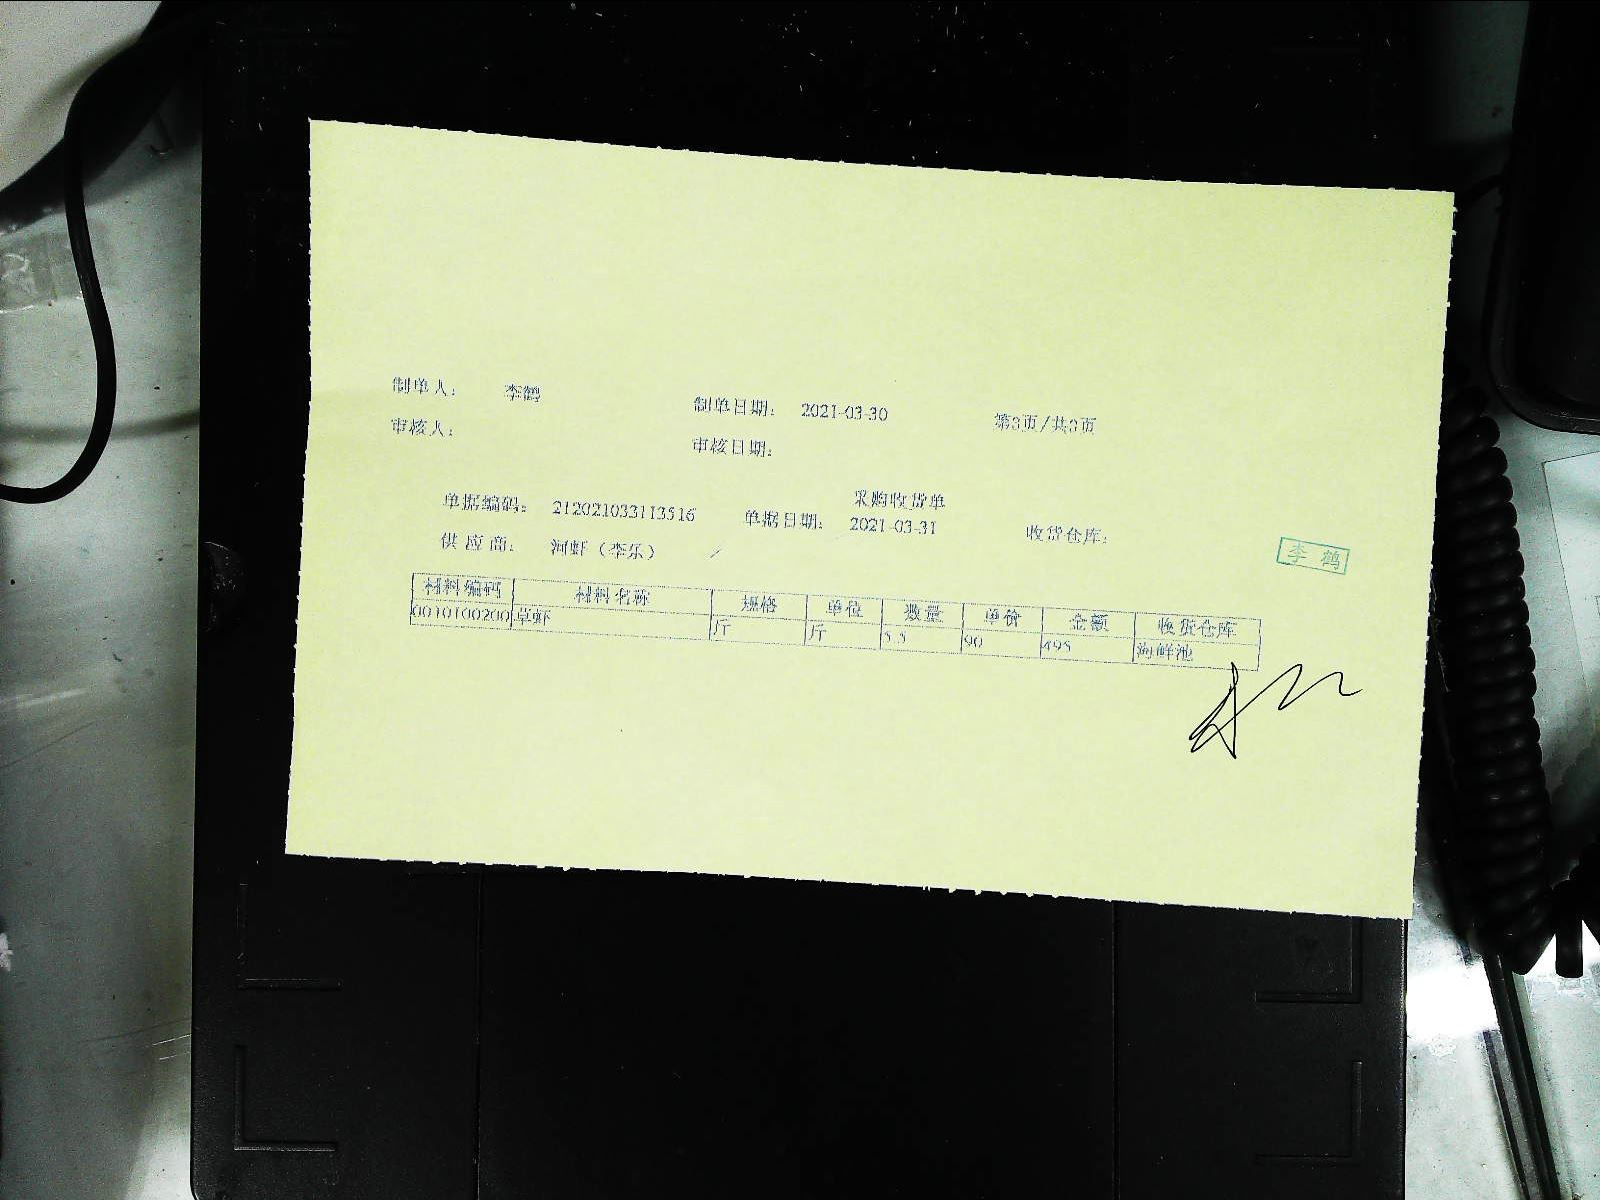 制单人: 李鹤 制单日期: 2021-03-30 第3页/共3页
审核人: 审核日期:
采购收货单
单据编码: 212021033113516 单据日期: 2021-03-31 收货仓库:
供应商: 河虾（李乐）
李鹤
材料编码 材料名称 规格 单位 数量 单价 金额 收货仓库
0010100200 草虾 斤 斤 5.5 90 495 海鲜池